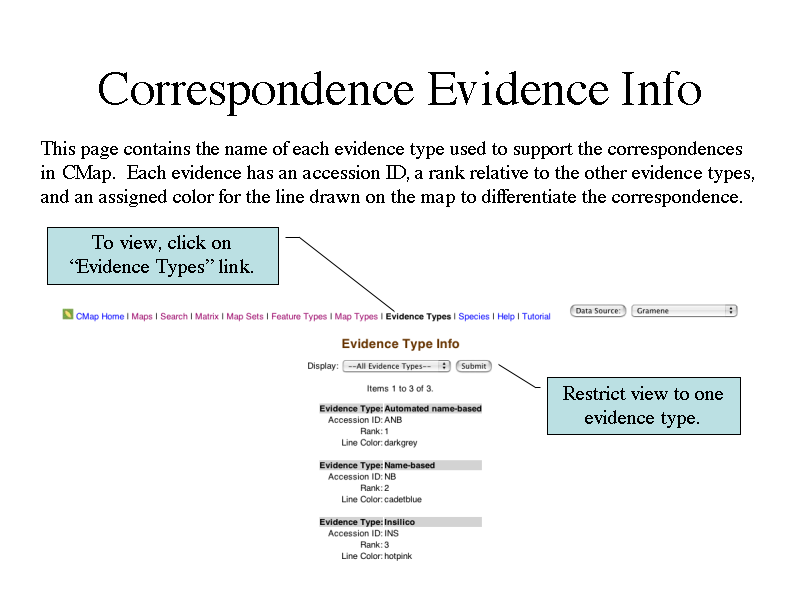 Correspondence Evidence Info
This page contains the name of each evidence type used to support the correspondences
in CMap.  Each evidence has an accession ID, a rank relative to the other evidence types,
and an assigned color for the line drawn on the map to differentiate the correspondence.
To view, click on
“Evidence Types” link.
CMap Home | Maps | Search | Matrix | Map Sets | Feature Types | Map Types | Evidence Types | Species | Help | Tutorial
Data Source: Gramene
Evidence Type Info
Display: --All Evidence Types-- Submit
Items 1 to 3 of 3.
Restrict view to one
evidence type.
Evidence Type: Automated name-based
Accession ID: ANB
Rank: 1
Line Color: darkgrey
Evidence Type: Name-based
Accession ID: NB
Rank: 2
Line Color: cadetblue
Evidence Type: Insilico
Accession ID: INS
Rank: 3
Line Color: hotpink